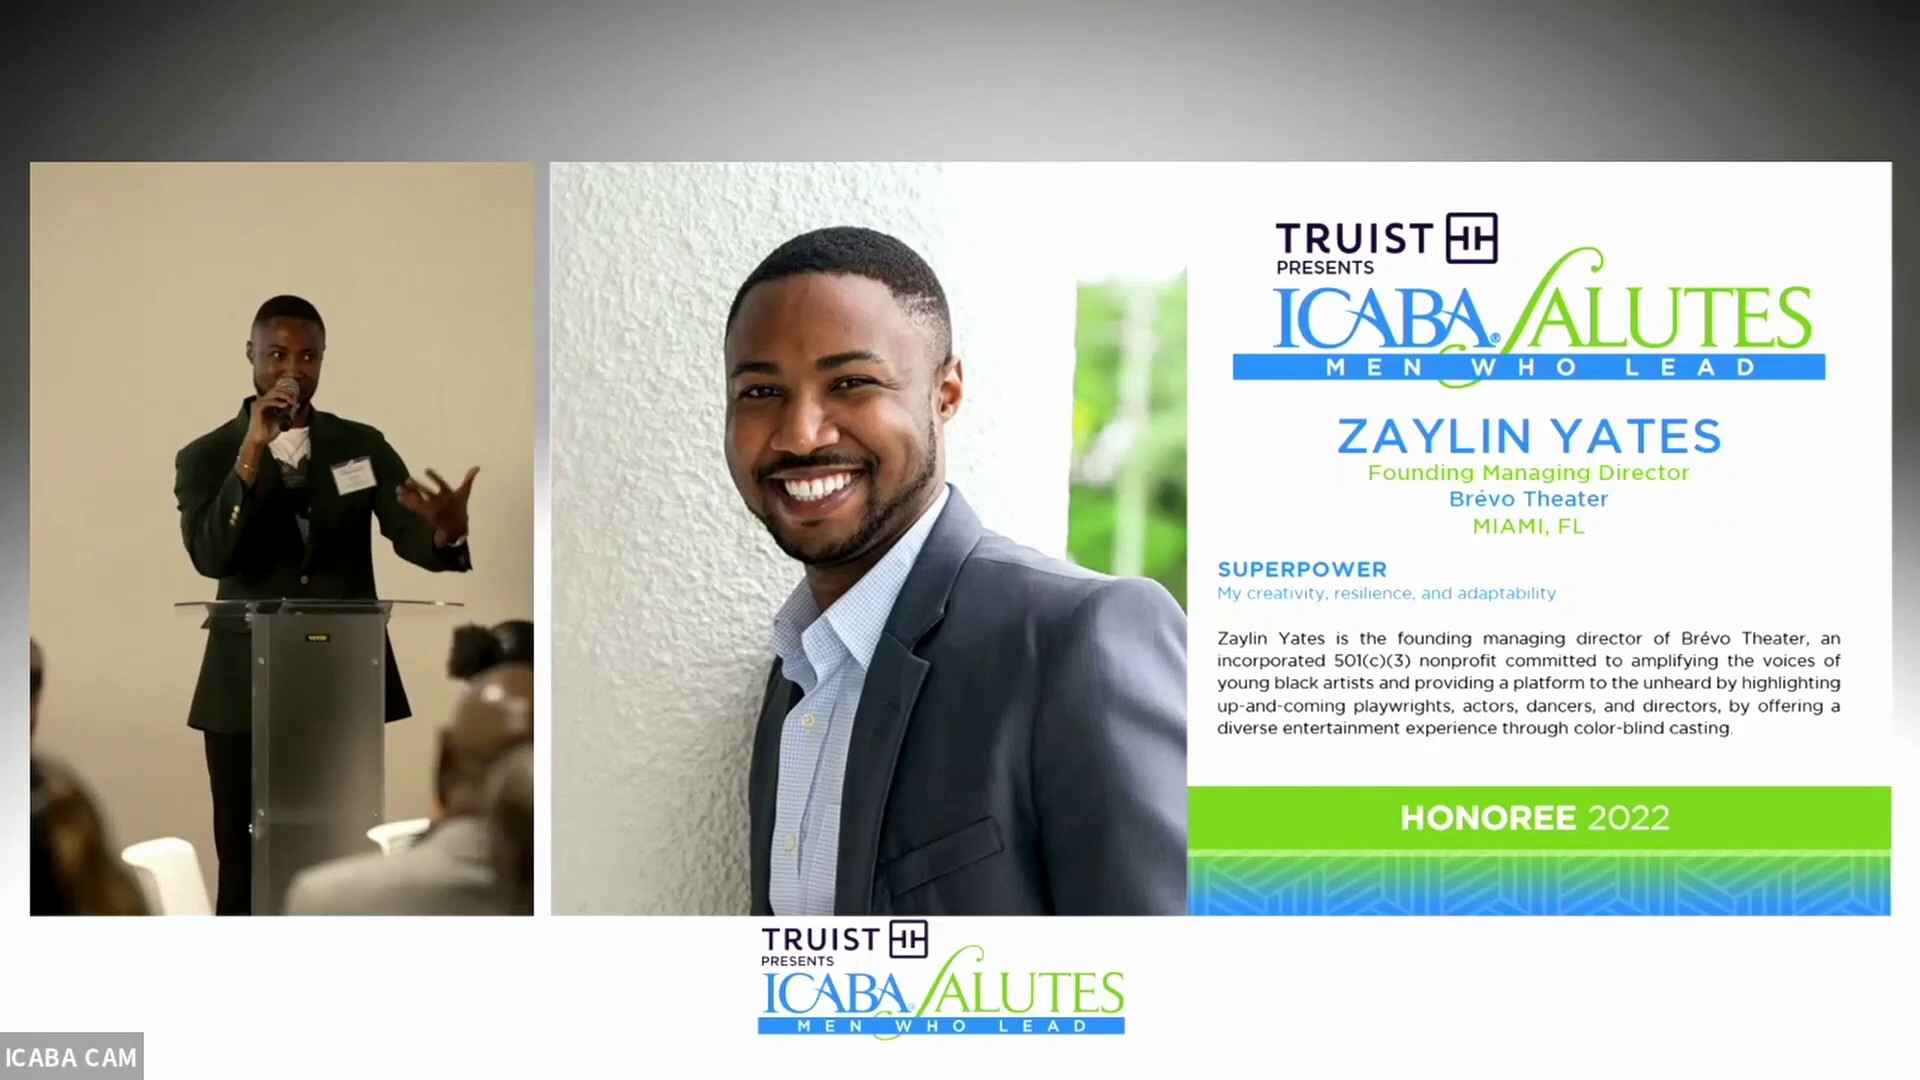 TRUIST
PRESENTS
ICABA® SALUTES
MEN WHO LEAD
ZAYLIN YATES
Founding Managing Director
Brévo Theater
MIAMI, FL
SUPERPOWER
My creativity, resilience, and adaptability
Zaylin Yates is the founding managing director of Brévo Theater, an
incorporated 501(c)(3) nonprofit committed to amplifying the voices of
young black artists and providing a platform to the unheard by highlighting
up-and-coming playwrights, actors, dancers, and directors, by offering a
diverse entertainment experience through color-blind casting.
HONOREE 2022
TRUIST
PRESENTS
ICABA® SALUTES
MEN WHO LEAD
ICABA CAM